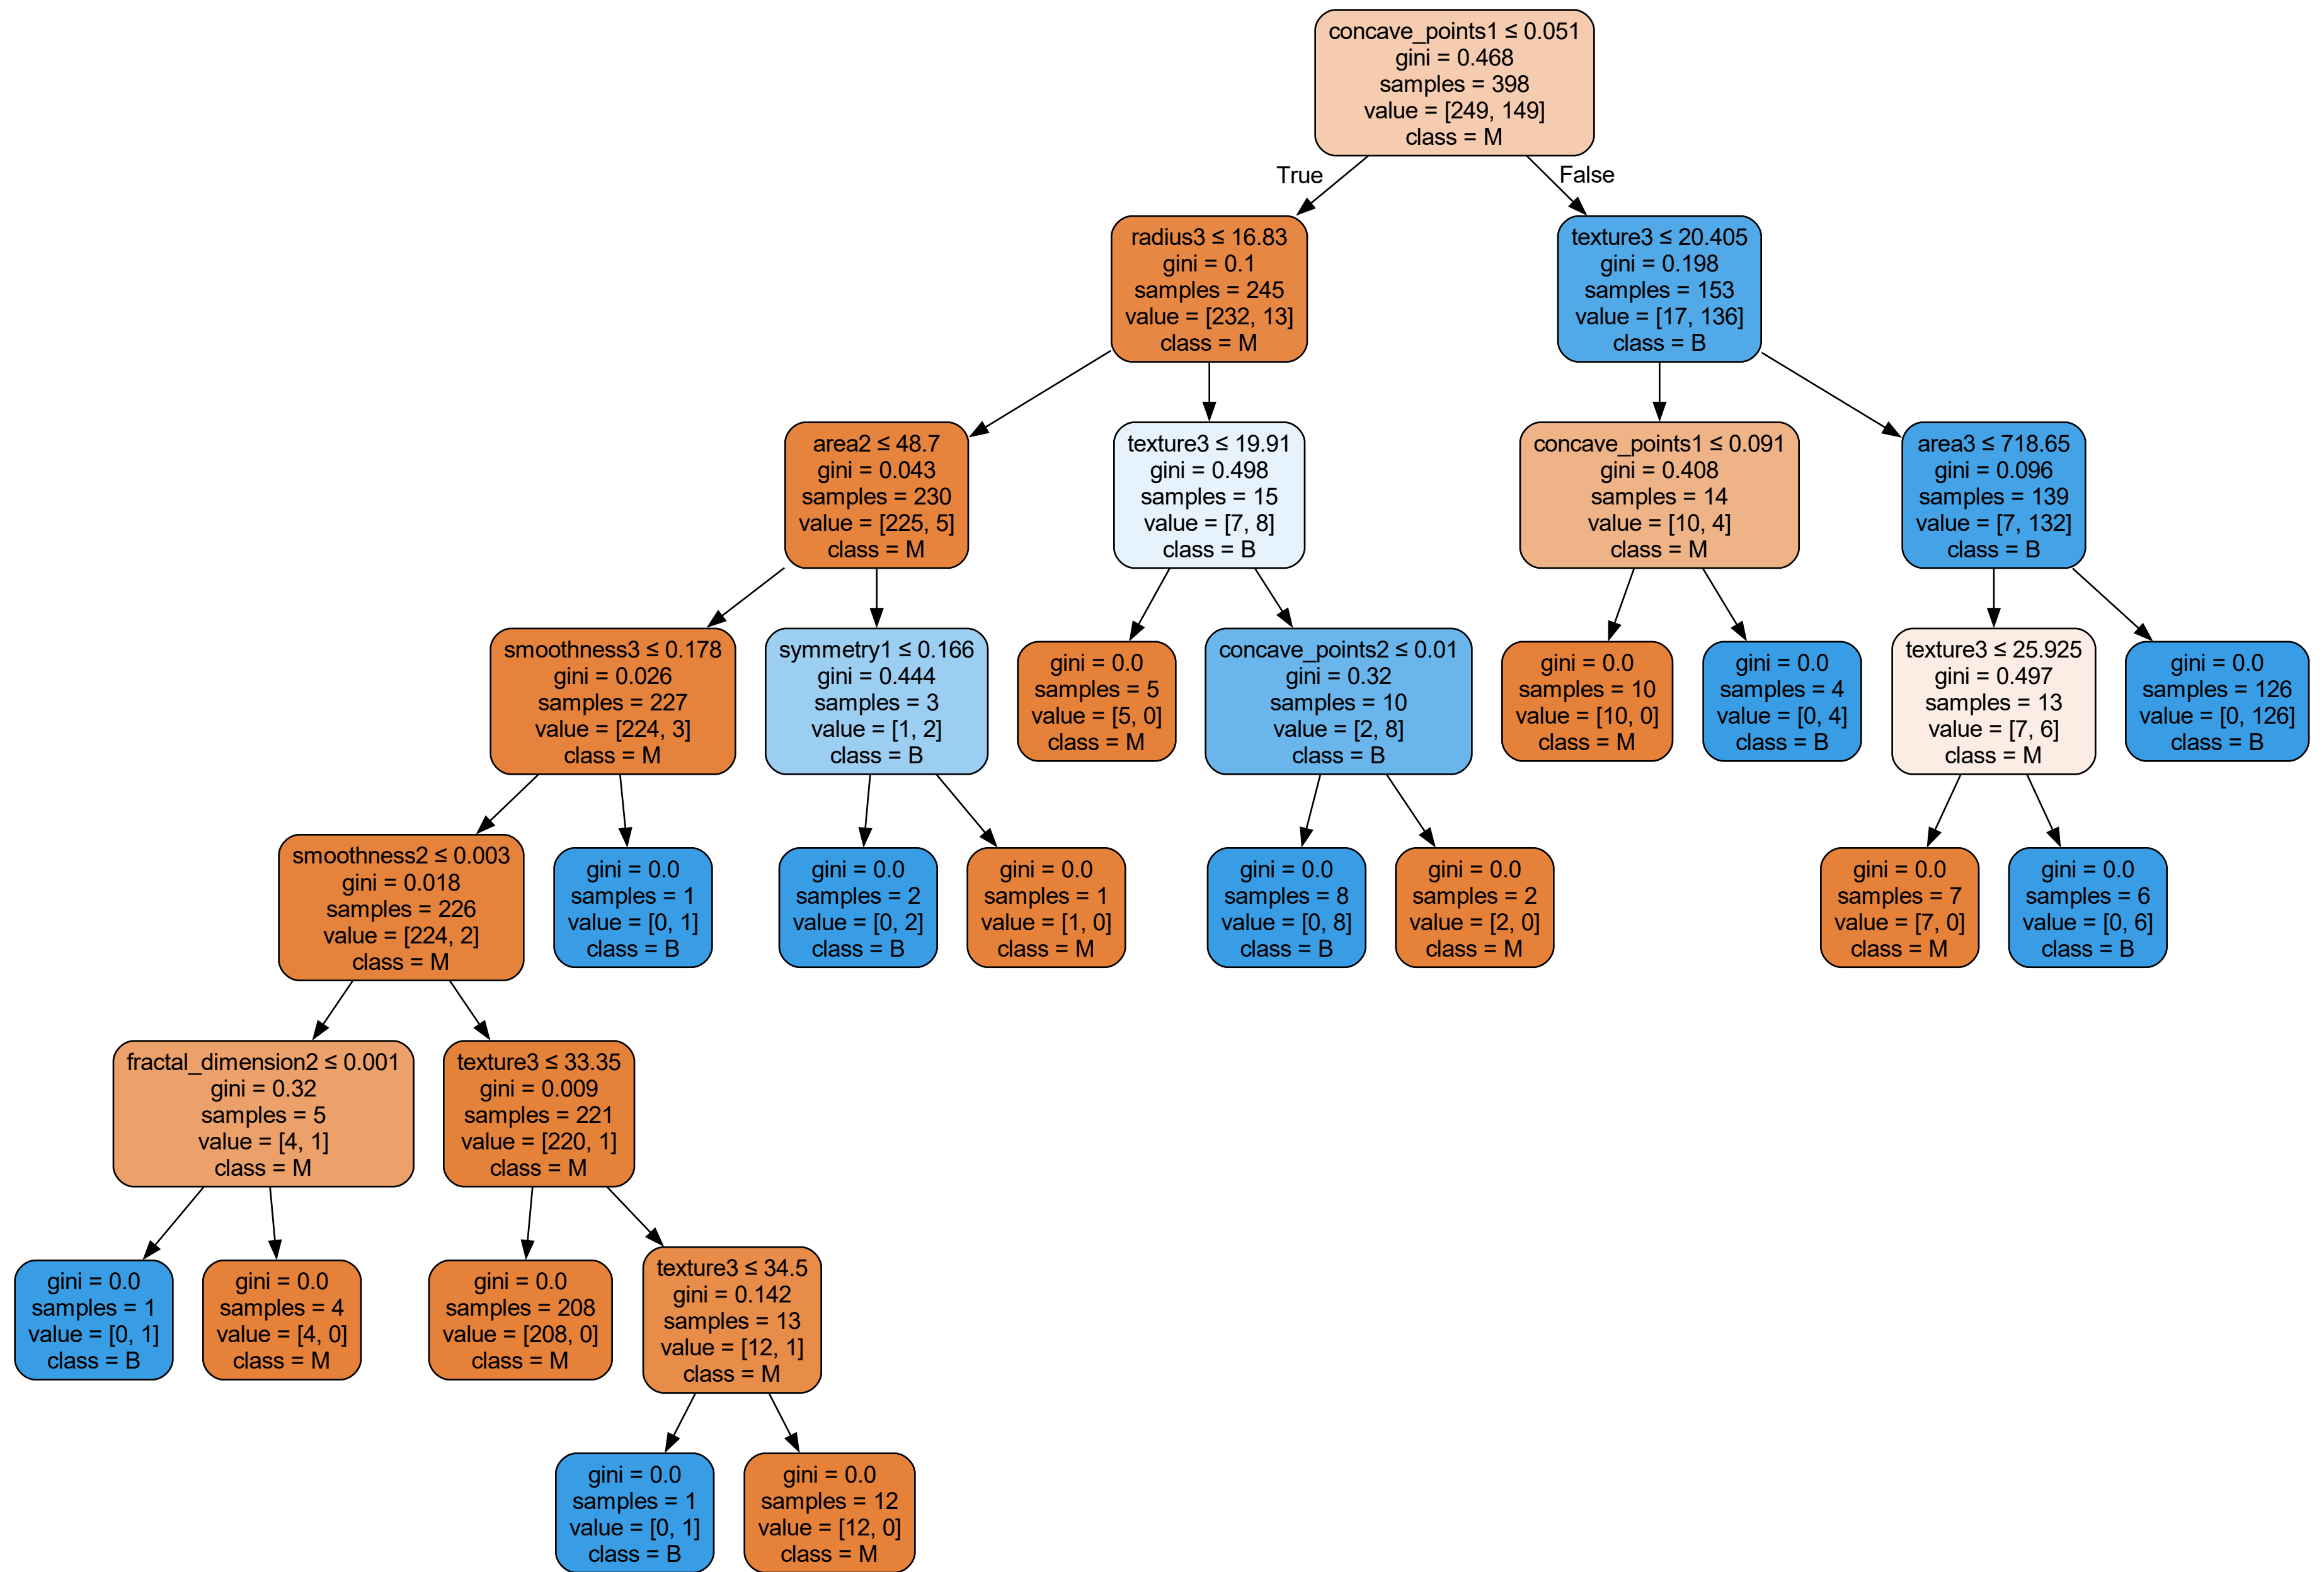 concave_points1 ≤ 0.051
gini = 0.468
samples = 398
value = [249, 149]
class = M
True
False
radius3 ≤ 16.83
gini = 0.1
samples = 245
value = [232, 13]
class = M
texture3 ≤ 20.405
gini = 0.198
samples = 153
value = [17, 136]
class = B
area2 ≤ 48.7
gini = 0.043
samples = 230
value = [225, 5]
class = M
texture3 ≤ 19.91
gini = 0.498
samples = 15
value = [7, 8]
class = B
concave_points1 ≤ 0.091
gini = 0.408
samples = 14
value = [10, 4]
class = M
area3 ≤ 718.65
gini = 0.096
samples = 139
value = [7, 132]
class = B
smoothness3 ≤ 0.178
gini = 0.026
samples = 227
value = [224, 3]
class = M
symmetry1 ≤ 0.166
gini = 0.444
samples = 3
value = [1, 2]
class = B
gini = 0.0
samples = 5
value = [5, 0]
class = M
concave_points2 ≤ 0.01
gini = 0.32
samples = 10
value = [2, 8]
class = B
gini = 0.0
samples = 10
value = [10, 0]
class = M
gini = 0.0
samples = 4
value = [0, 4]
class = B
texture3 ≤ 25.925
gini = 0.497
samples = 13
value = [7, 6]
class = M
gini = 0.0
samples = 126
value = [0, 126]
class = B
smoothness2 ≤ 0.003
gini = 0.018
samples = 226
value = [224, 2]
class = M
gini = 0.0
samples = 1
value = [0, 1]
class = B
gini = 0.0
samples = 2
value = [0, 2]
class = B
gini = 0.0
samples = 1
value = [1, 0]
class = M
gini = 0.0
samples = 8
value = [0, 8]
class = B
gini = 0.0
samples = 2
value = [2, 0]
class = M
gini = 0.0
samples = 7
value = [7, 0]
class = M
gini = 0.0
samples = 6
value = [0, 6]
class = B
fractal_dimension2 ≤ 0.001
gini = 0.32
samples = 5
value = [4, 1]
class = M
texture3 ≤ 33.35
gini = 0.009
samples = 221
value = [220, 1]
class = M
gini = 0.0
samples = 1
value = [0, 1]
class = B
gini = 0.0
samples = 4
value = [4, 0]
class = M
gini = 0.0
samples = 208
value = [208, 0]
class = M
texture3 ≤ 34.5
gini = 0.142
samples = 13
value = [12, 1]
class = M
gini = 0.0
samples = 1
value = [0, 1]
class = B
gini = 0.0
samples = 12
value = [12, 0]
class = M